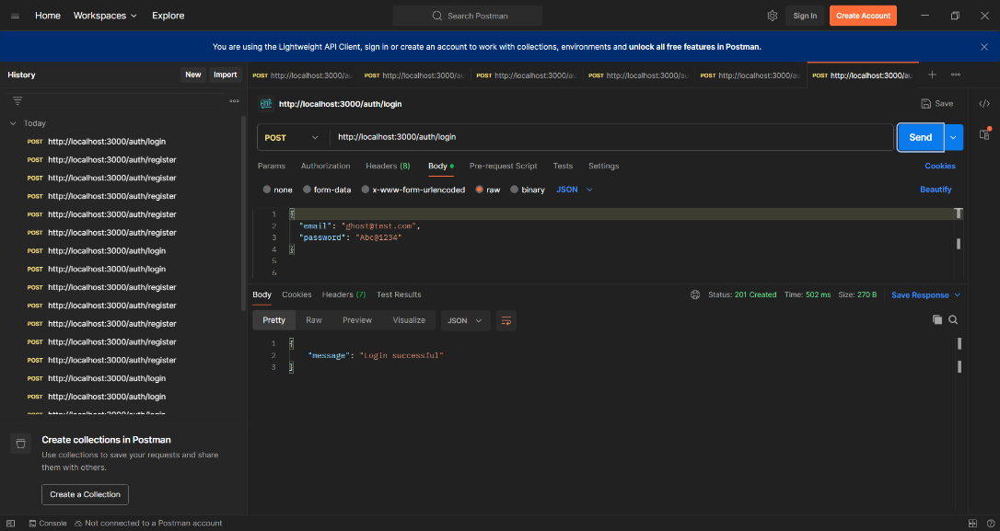 Home Workspaces Explore Search Postman Sign In Create Account
You are using the Lightweight API Client, sign in or create an account to work with collections, environments and unlock all free features in Postman.
History New Import
POST http://localhost:3000/au POST http://localhost:3000/au POST http://localhost:3000/au POST http://localhost:3000/au POST http://localhost:3000/au POST http://localhost:3000/au
Today
POST http://localhost:3000/auth/login
POST http://localhost:3000/auth/register
POST http://localhost:3000/auth/register
POST http://localhost:3000/auth/register
POST http://localhost:3000/auth/register
POST http://localhost:3000/auth/register
POST http://localhost:3000/auth/login
POST http://localhost:3000/auth/login
POST http://localhost:3000/auth/register
POST http://localhost:3000/auth/register
POST http://localhost:3000/auth/register
POST http://localhost:3000/auth/register
POST http://localhost:3000/auth/register
POST http://localhost:3000/auth/login
POST http://localhost:3000/auth/login
POST http://localhost:3000/auth/login
Create collections in Postman
Use collections to save your requests and share
them with others.
Create a Collection
HTTP http://localhost:3000/auth/login Save
POST http://localhost:3000/auth/login Send
Params Authorization Headers (8) Body Pre-request Script Tests Settings Cookies
none form-data x-www-form-urlencoded raw binary JSON Beautify
1 {
2 "email": "ghost@test.com",
3 "password": "Abc@1234"
4 }
5
6
Body Cookies Headers (7) Test Results Status: 201 Created Time: 502 ms Size: 270 B Save Response
Pretty Raw Preview Visualize JSON
1 {
2 "message": "Login successful"
3 }
Console Not connected to a Postman account